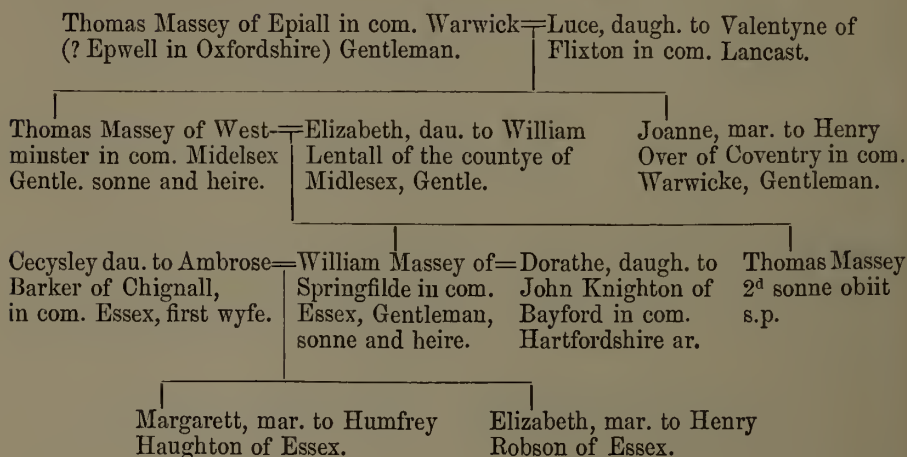 Thomas Massey of Epiall in com. Warwick
(? Epwell in Oxfordshire) Gentleman.
Luce, daugh. to Valentyne of
Flixton in com. Lancast.
Thomas Massey of West-
minster in com. Midelsex
Gentle. sonne and heire.
Elizabeth, dau. to William
Lentall of the countye of
Midlesex, Gentle.
Joanne, mar. to Henry
Over of Coventry in com.
Warwicke, Gentleman.
Cecysley dau. to Ambrose
Barker of Chignall,
in com. Essex, first wyfe.
William Massey of
Springfilde in com.
Essex, Gentleman,
sonne and heire.
Dorathe, daugh. to
John Knighton of
Bayford in com.
Hartfordshire ar.
Thomas Massey
2d sonne obiit
s.p.
Margarett, mar. to Humfrey
Haughton of Essex.
Elizabeth, mar. to Henry
Robson of Essex.